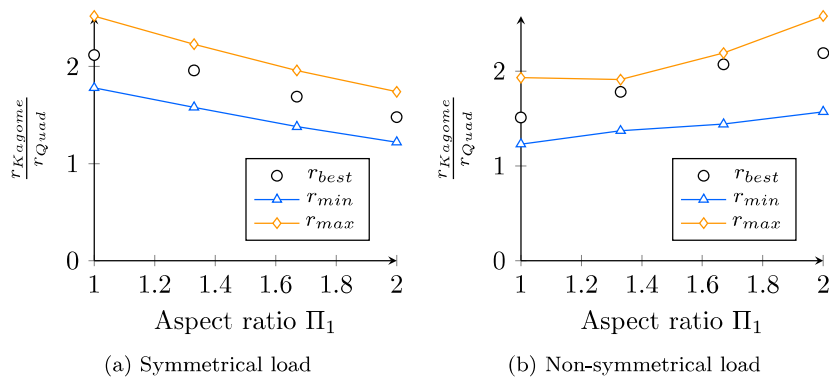 2
1
0
r_Kagome
r_Quad
r_best
r_min
r_max
1 1.2 1.4 1.6 1.8 2
Aspect ratio Π₁
(a) Symmetrical load
2
1
0
r_Kagome
r_Quad
r_best
r_min
r_max
1 1.2 1.4 1.6 1.8 2
Aspect ratio Π₁
(b) Non-symmetrical load